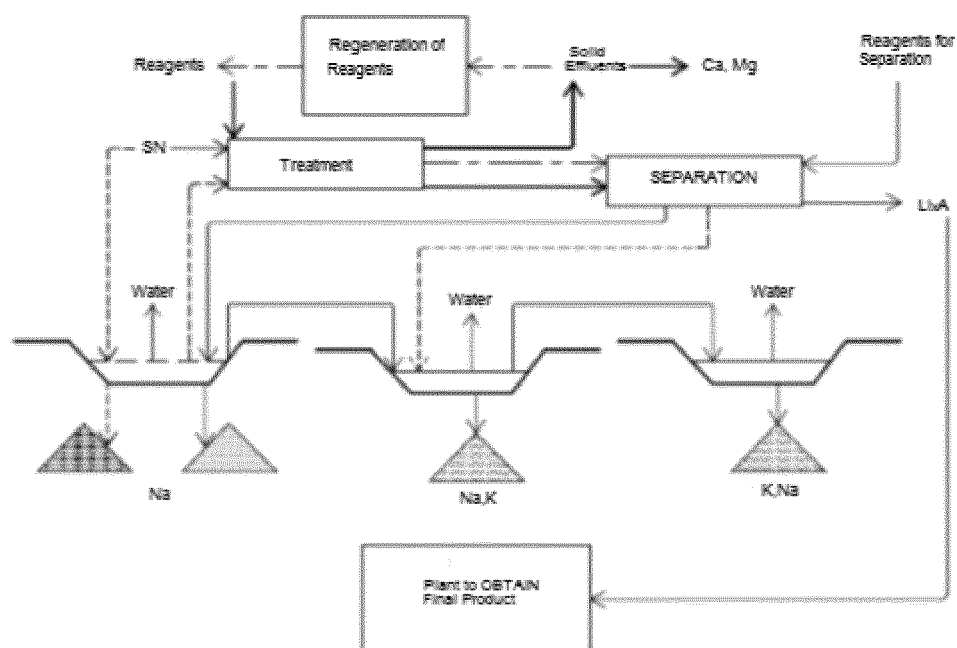 Regeneration of
Reagents
Reagents
Solid
Effluents
Ca, Mg
Reagents for
Separation
SN
Treatment
SEPARATION
Water
Water
Water
Na
Na,K
K,Na
Plant to OBTAIN
Final Product